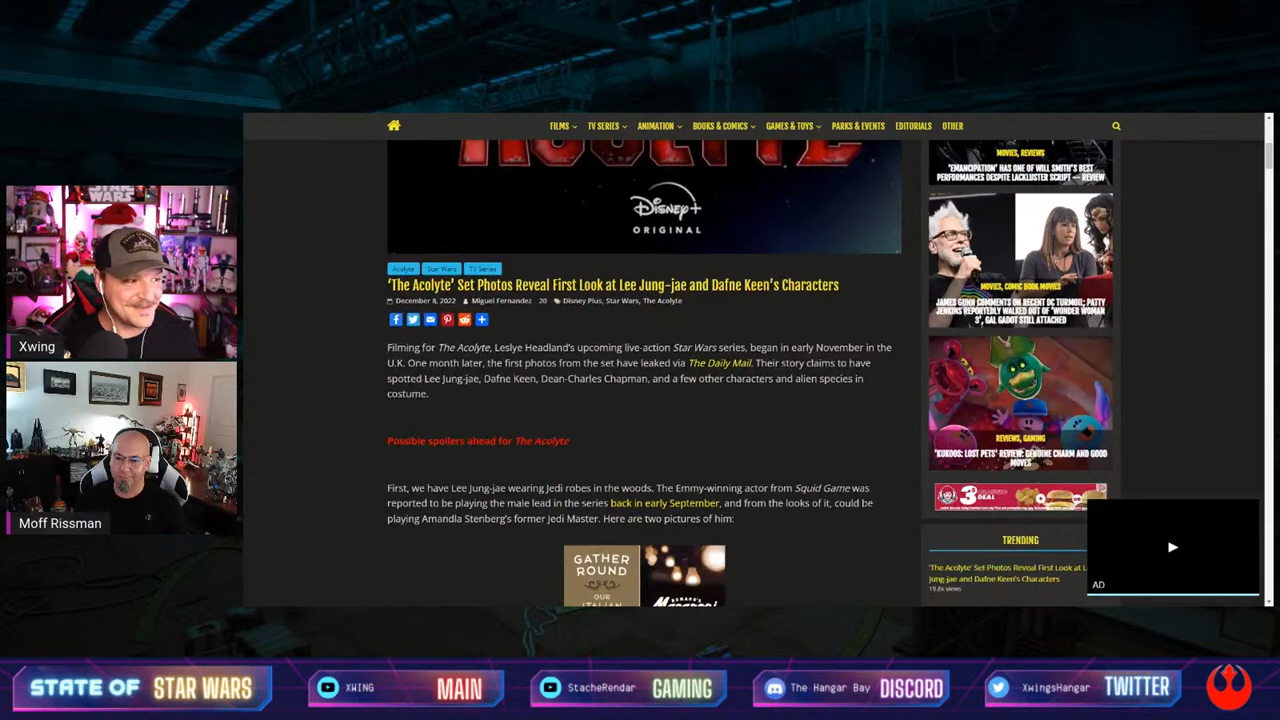 FILMS
TV SERIES
ANIMATION
BOOKS & COMICS
GAMES & TOYS
PARKS & EVENTS
EDITORIALS
OTHER
ACOLYTE
Disney+
ORIGINAL
Acolyte
Star Wars
TV Series
‘The Acolyte’ Set Photos Reveal First Look at Lee Jung-jae and Dafne Keen’s Characters
December 8, 2022 Miguel Fernandez 20 Disney Plus, Star Wars, The Acolyte
Filming for The Acolyte, Leslye Headland’s upcoming live-action Star Wars series, began in early November in the
U.K. One month later, the first photos from the set have leaked via The Daily Mail. Their story claims to have
spotted Lee Jung-jae, Dafne Keen, Dean-Charles Chapman, and a few other characters and alien species in
costume.
Possible spoilers ahead for The Acolyte
First, we have Lee Jung-jae wearing Jedi robes in the woods. The Emmy-winning actor from Squid Game was
reported to be playing the male lead in the series back in early September, and from the looks of it, could be
playing Amandla Stenberg’s former Jedi Master. Here are two pictures of him:
GATHER
ROUND
OUR
ITALIAN
MOVIES, REVIEWS
‘EMANCIPATION’ HAS ONE OF WILL SMITH’S BEST
PERFORMANCES DESPITE LACKLUSTER SCRIPT — REVIEW
MOVIES, COMIC BOOK MOVIES
JAMES GUNN COMMENTS ON RECENT DC TURMOIL; PATTY
JENKINS REPORTEDLY WALKED OUT OF ‘WONDER WOMAN
3’, GAL GADOT STILL ATTACHED
REVIEWS, GAMING
‘KUKOOS: LOST PETS’ REVIEW: GENUINE CHARM AND GOOD
MOVES
3
DEAL
TRENDING
‘The Acolyte’ Set Photos Reveal First Look at L
Jung-jae and Dafne Keen’s Characters
19.8k views
AD
Xwing
Moff Rissman
STATE OF STAR WARS
XWING MAIN
StacheRendar GAMING
The Hangar Bay DISCORD
XwingsHangar TWITTER